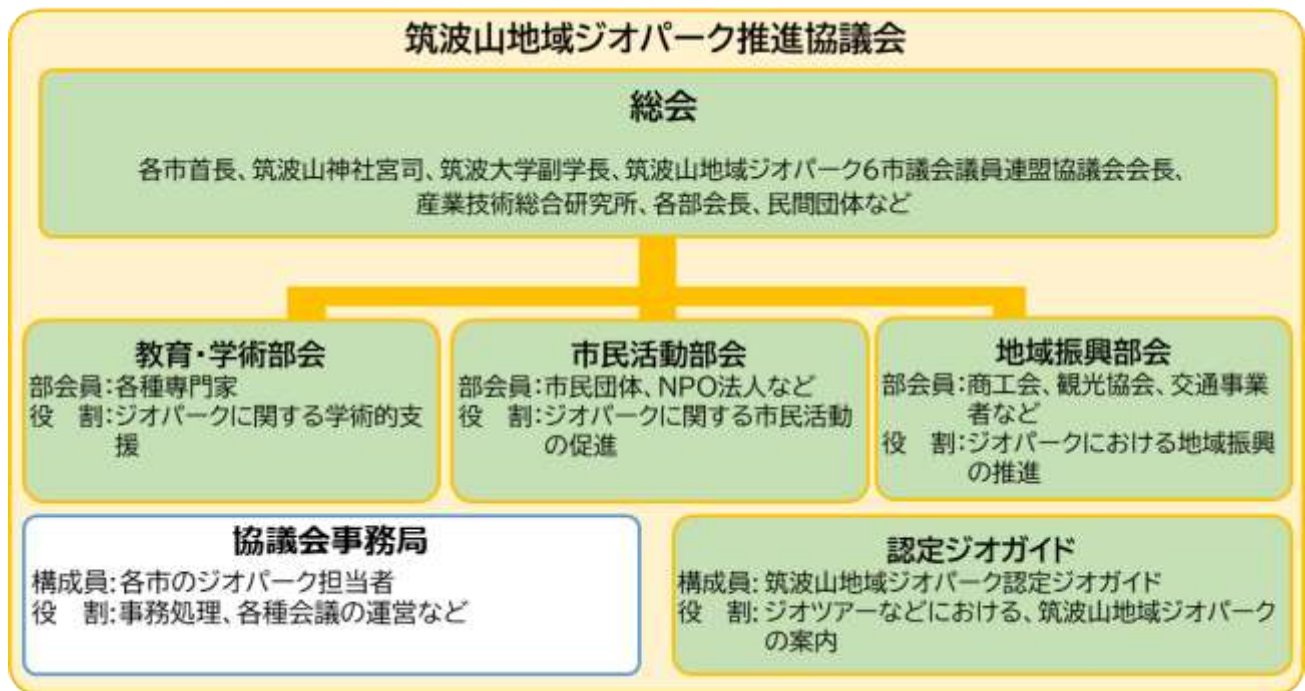 筑波山地域ジオパーク推進協議会
総会
各市首長、筑波山神社宮司、筑波大学副学長、筑波山地域ジオパーク6市議会議員連盟協議会会長、
産業技術総合研究所、各部会長、民間団体など
教育・学術部会
部会員:各種専門家
役　割:ジオパークに関する学術的支
援
市民活動部会
部会員:市民団体、NPO法人など
役　割:ジオパークに関する市民活動
の促進
地域振興部会
部会員:商工会、観光協会、交通事業
者など
役　割:ジオパークにおける地域振興
の推進
協議会事務局
構成員:各市のジオパーク担当者
役　割:事務処理、各種会議の運営など
認定ジオガイド
構成員:筑波山地域ジオパーク認定ジオガイド
役　割:ジオツアーなどにおける、筑波山地域ジオパーク
の案内